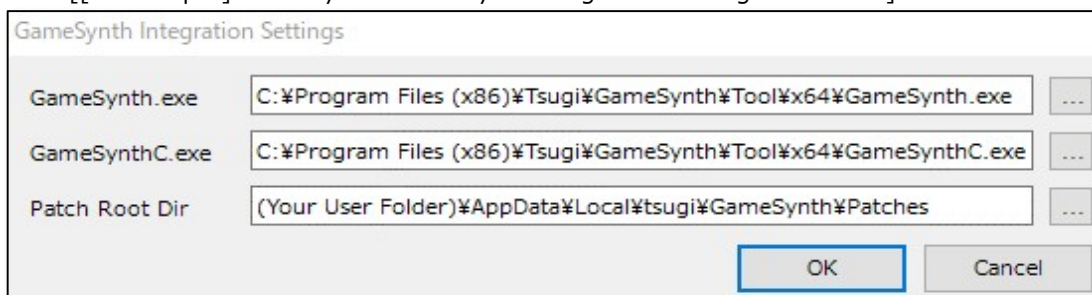 GameSynth Integration Settings
GameSynth.exe C:¥Program Files (x86)¥Tsugi¥GameSynth¥Tool¥x64¥GameSynth.exe ...
GameSynthC.exe C:¥Program Files (x86)¥Tsugi¥GameSynth¥Tool¥x64¥GameSynthC.exe ...
Patch Root Dir (Your User Folder)¥AppData¥Local¥tsugi¥GameSynth¥Patches ...
OK Cancel